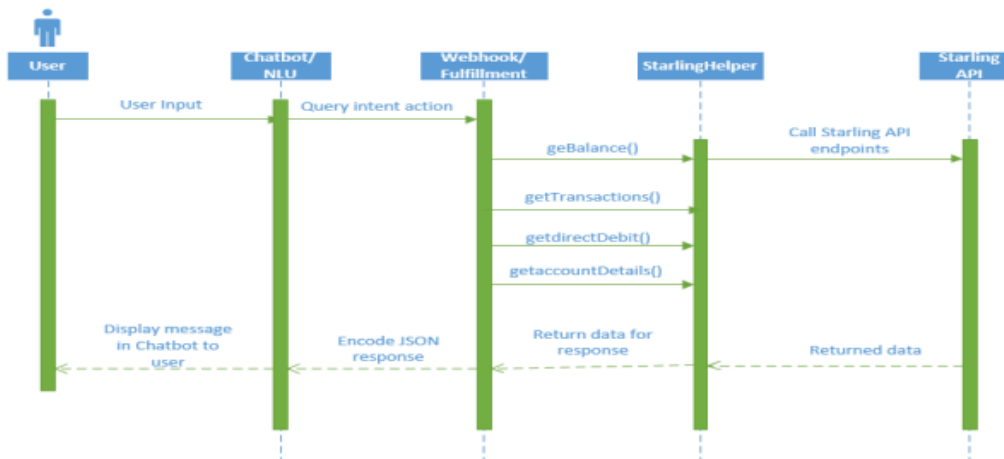 User
Chatbot/
NLU
Webhook/
Fulfillment
StarlingHelper
Starling
API
User Input
Query intent action
geBalance()
Call Starling API
endpoints
getTransactions()
getdirectDebit()
getaccountDetails()
Display message
in Chatbot to
user
Encode JSON
response
Return data for
response
Returned data